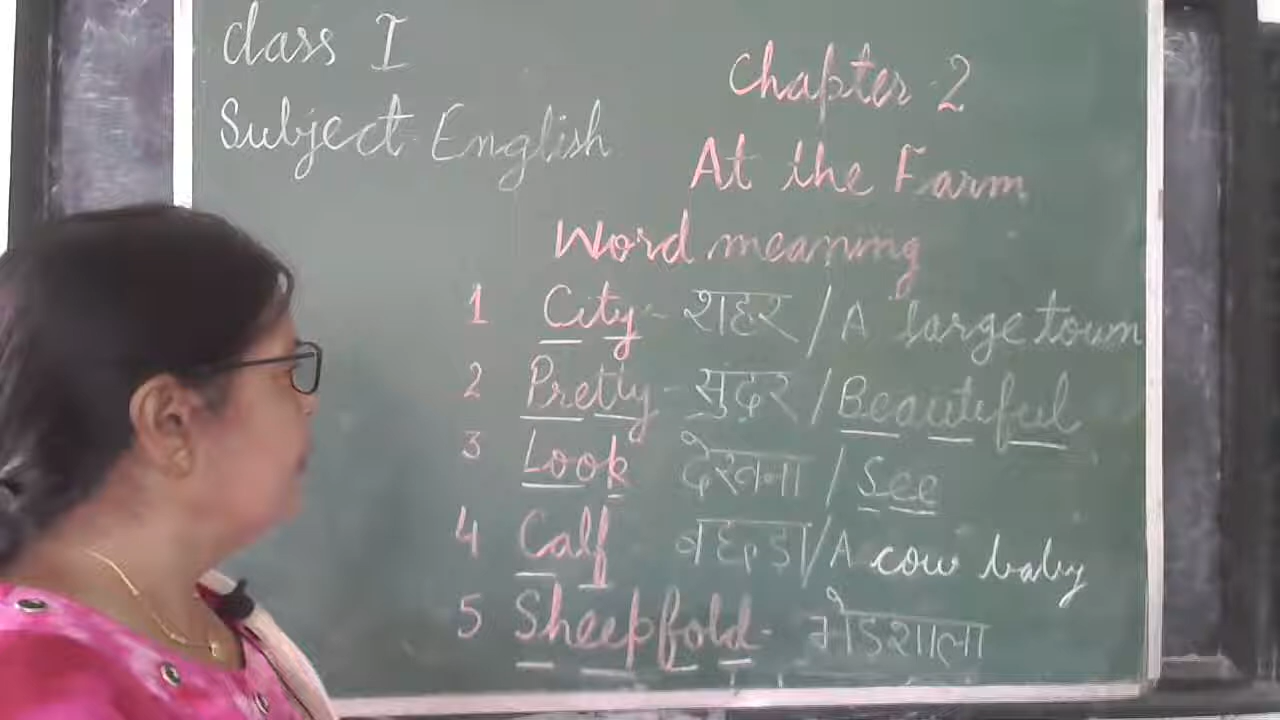 Class I
Subject English
Chapter-2
At the Farm
Word meaning
1 City - शहर / A large town
2 Pretty - सुंदर / Beautiful
3 Look देखना / See
4 Calf बछड़ा / A cow baby
5 Sheepfold - भेडशाला